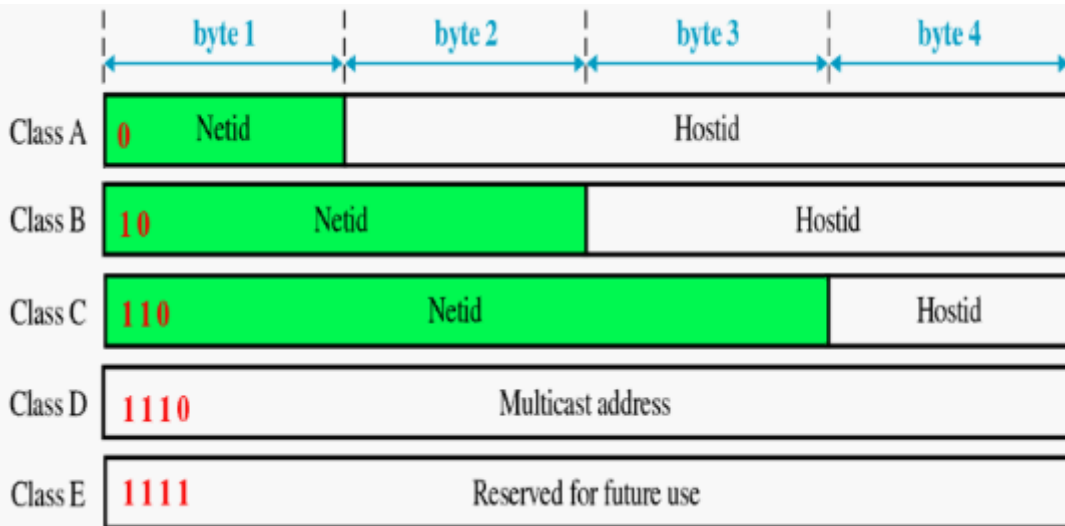 byte 1 byte 2 byte 3 byte 4
Class A 0 Netid Hostid
Class B 10 Netid Hostid
Class C 110 Netid Hostid
Class D 1110 Multicast address
Class E 1111 Reserved for future use